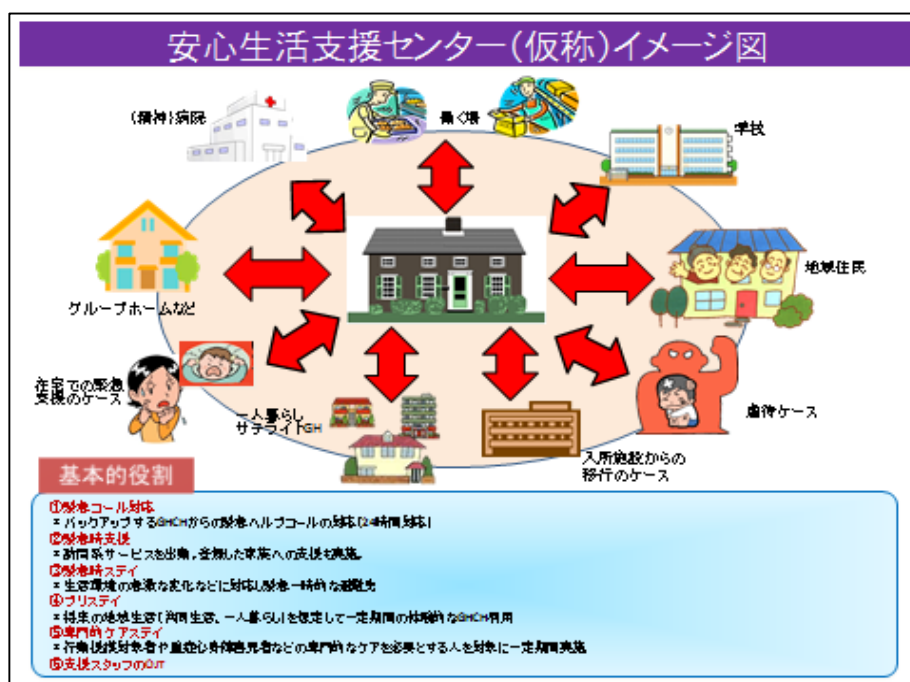 安心生活支援センター(仮称)イメージ図
(精神)病院
働く場
学校
グループホームなど
地域住民
在宅での緊急
支援のケース
一人暮らし
サテライトGH
入所施設からの
移行のケース
虐待ケース
基本的役割
①緊急コール対応
＊バックアップするGHCHからの緊急ヘルプコールの対応(24時間対応)
②緊急時支援
＊訪問系サービスを出動。登録した家族への支援も実施。
③緊急時ステイ
＊生活環境の急激な変化などに対応し緊急一時的な避難先
④プリステイ
＊将来の地域生活(共同生活、一人暮らし)を想定して一定期間の体験的なGHCH利用
⑤専門的ケアステイ
＊行動援護対象者や重症心身障害児者などの専門的なケアを必要とする人を対象に一定期間実施
⑥支援スタッフのOJT